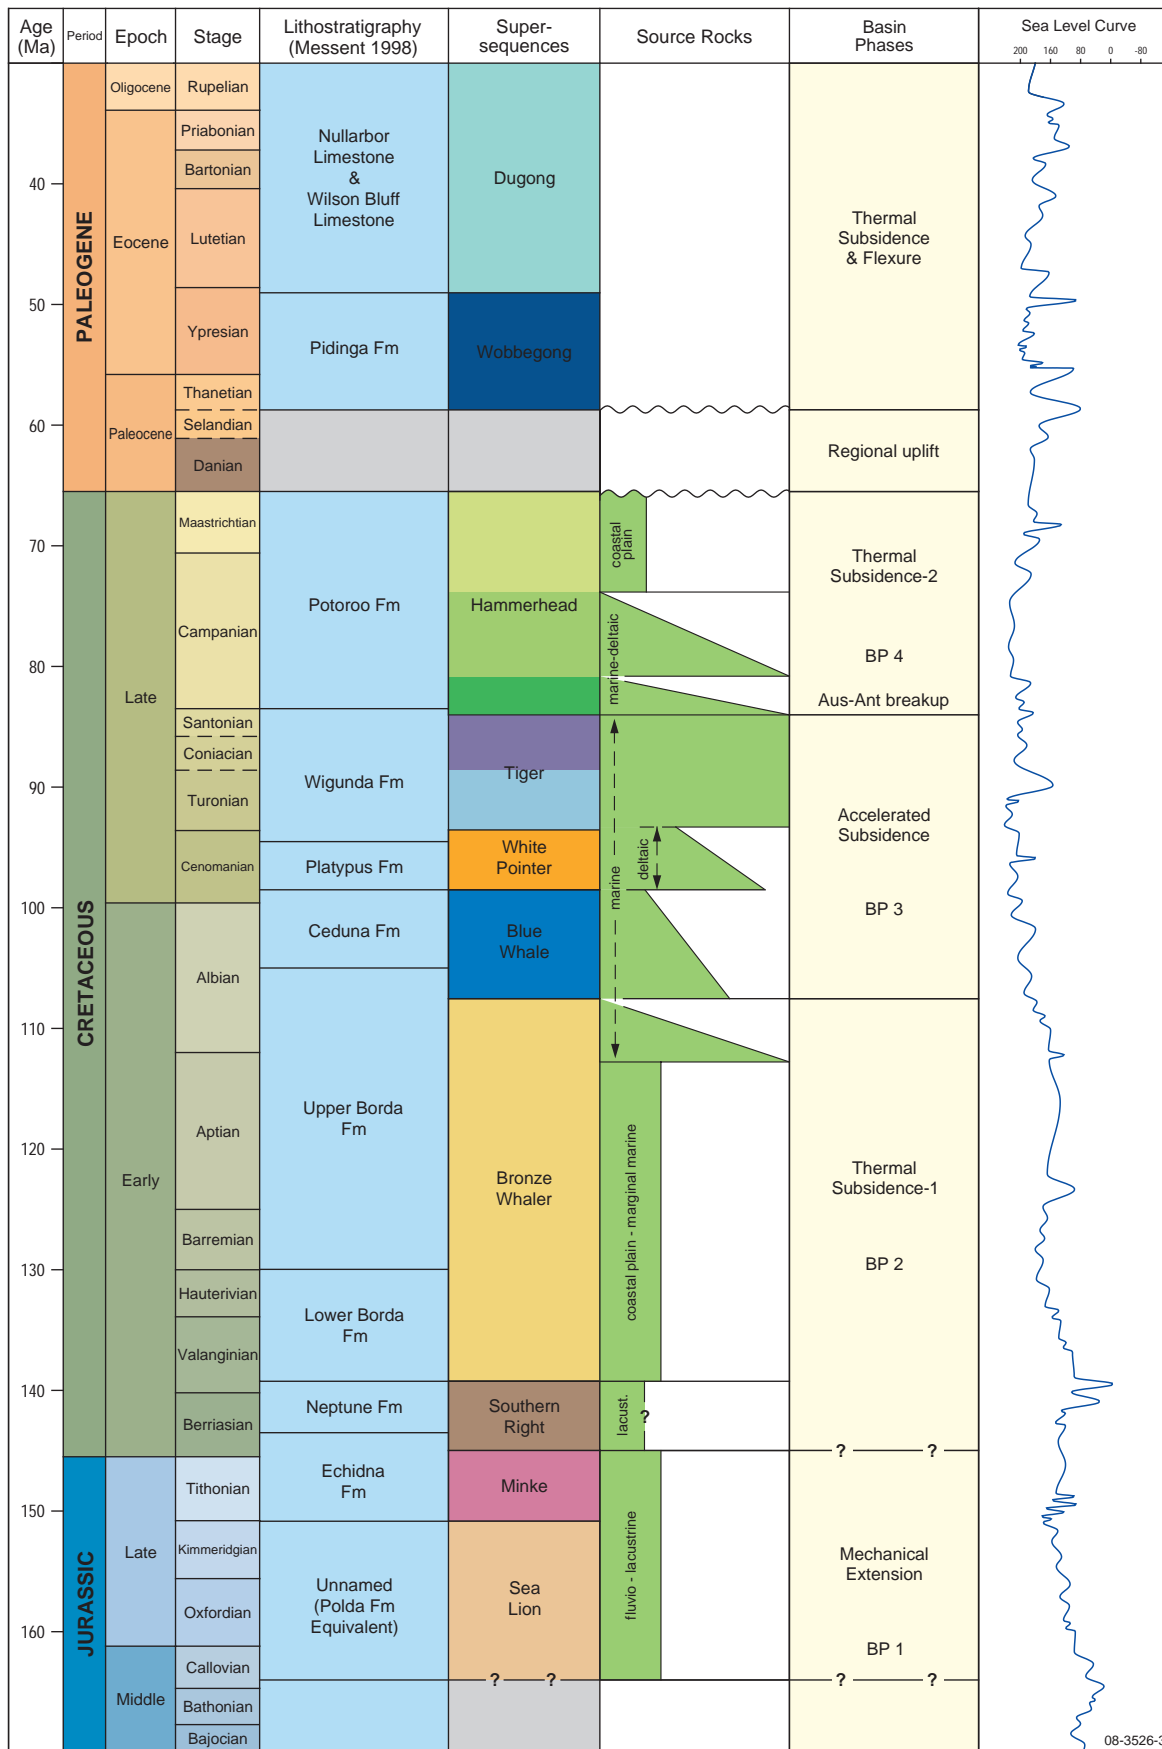 Age
(Ma)
Period
Epoch
Stage
Lithostratigraphy
(Messent 1998)
Super-
sequences
Source Rocks
Basin
Phases
Sea Level Curve
200 160 80 0 -80
40
50
60
70
80
90
100
110
120
130
140
150
160
PALEOGENE
CRETACEOUS
JURASSIC
Oligocene
Eocene
Paleocene
Late
Early
Late
Middle
Rupelian
Priabonian
Bartonian
Lutetian
Ypresian
Thanetian
Selandian
Danian
Maastrichtian
Campanian
Santonian
Coniacian
Turonian
Cenomanian
Albian
Aptian
Barremian
Hauterivian
Valanginian
Berriasian
Tithonian
Kimmeridgian
Oxfordian
Callovian
Bathonian
Bajocian
Nullarbor
Limestone
&
Wilson Bluff
Limestone
Pidinga Fm
Potoroo Fm
Wigunda Fm
Platypus Fm
Ceduna Fm
Upper Borda
Fm
Lower Borda
Fm
Neptune Fm
Echidna
Fm
Unnamed
(Polda Fm
Equivalent)
Dugong
Wobbegong
Hammerhead
Tiger
White
Pointer
Blue
Whale
Bronze
Whaler
Southern
Right
Minke
Sea
Lion
? ?
coastal
plain
marine-deltaic
marine
deltaic
coastal plain - marginal marine
lacust.
?
fluvio - lacustrine
Thermal
Subsidence
& Flexure
Regional uplift
Thermal
Subsidence-2
BP 4
Aus-Ant breakup
Accelerated
Subsidence
BP 3
Thermal
Subsidence-1
BP 2
? ?
Mechanical
Extension
BP 1
? ?
08-3526-3